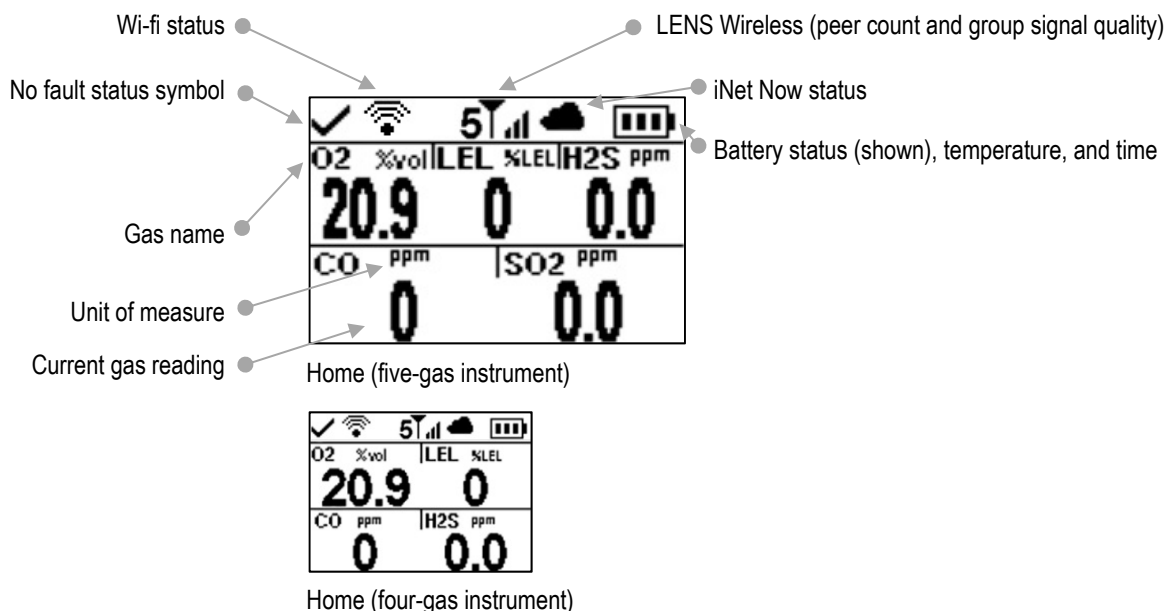 Wi-fi status
LENS Wireless (peer count and group signal quality)
No fault status symbol
iNet Now status
5
Battery status (shown), temperature, and time
O2 %vol LEL %LEL H2S ppm
20.9 0 0.0
Gas name
CO ppm SO2 ppm
Unit of measure
0 0.0
Current gas reading
Home (five-gas instrument)
5
O2 %vol LEL %LEL
20.9 0
CO ppm H2S ppm
0 0.0
Home (four-gas instrument)